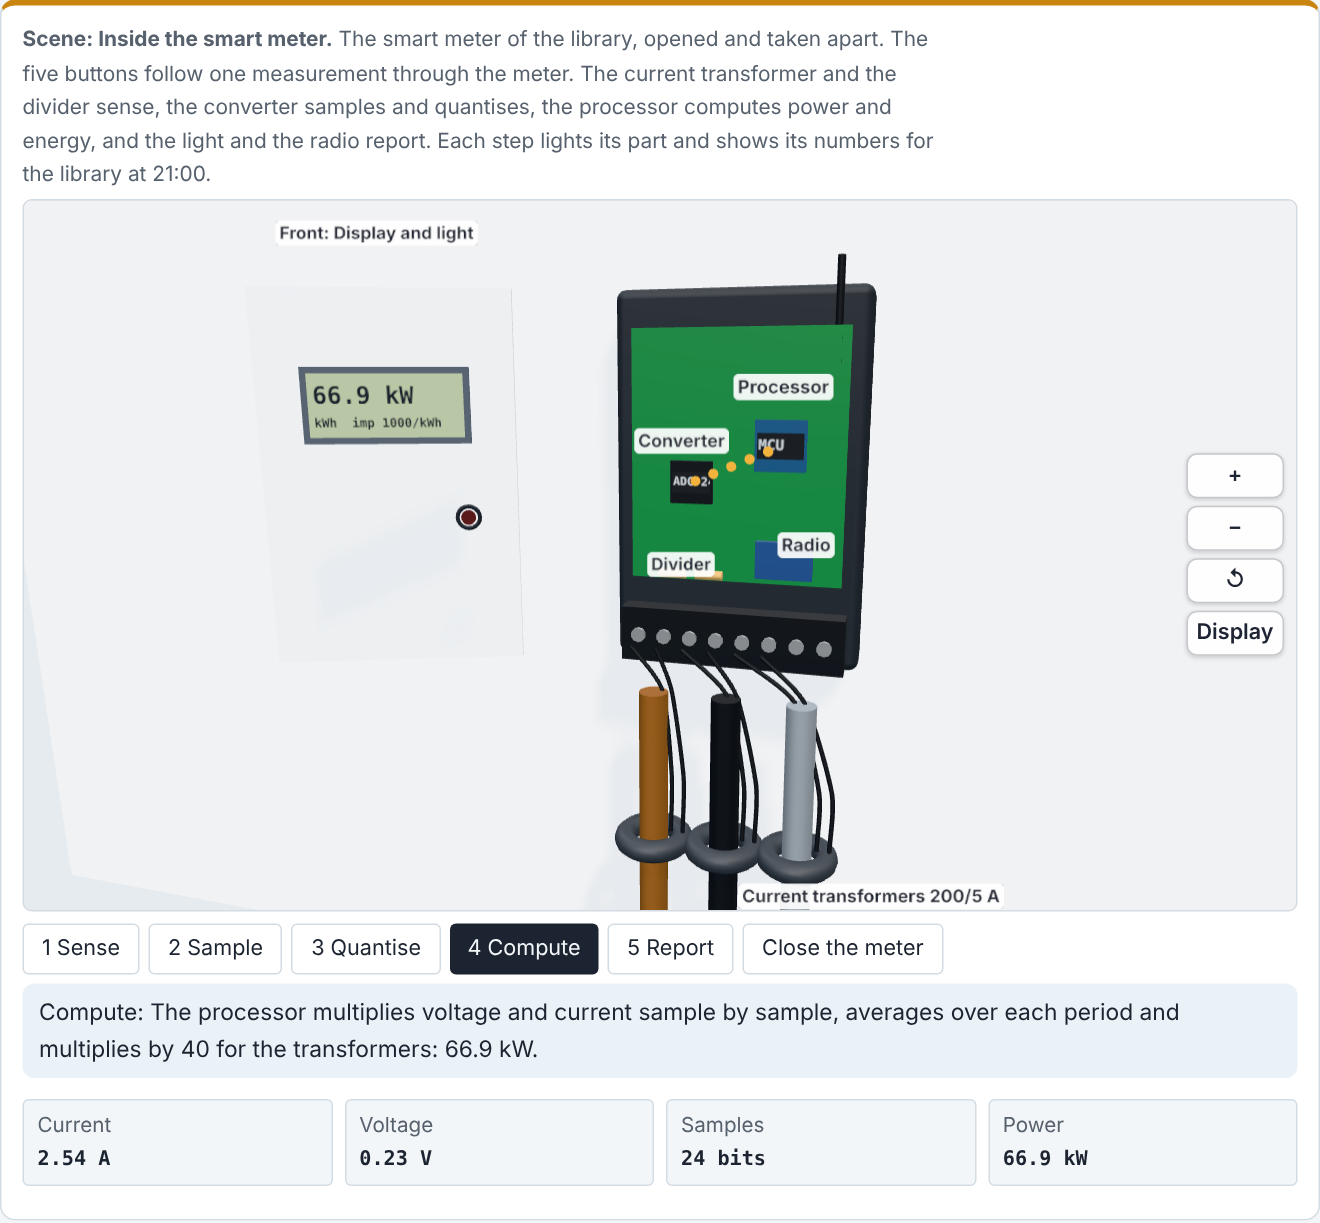 Scene: Inside the smart meter. The smart meter of the library, opened and taken apart. The
five buttons follow one measurement through the meter. The current transformer and the
divider sense, the converter samples and quantises, the processor computes power and
energy, and the light and the radio report. Each step lights its part and shows its numbers for
the library at 21:00.
Front: Display and light
66.9 kW
kWh imp 1000/kWh
Processor
MCU
Converter
Radio
Divider
Current transformers 200/5 A
+
−
Display
1 Sense
2 Sample
3 Quantise
4 Compute
5 Report
Close the meter
Compute: The processor multiplies voltage and current sample by sample, averages over each period and
multiplies by 40 for the transformers: 66.9 kW.
Current
2.54 A
Voltage
0.23 V
Samples
24 bits
Power
66.9 kW